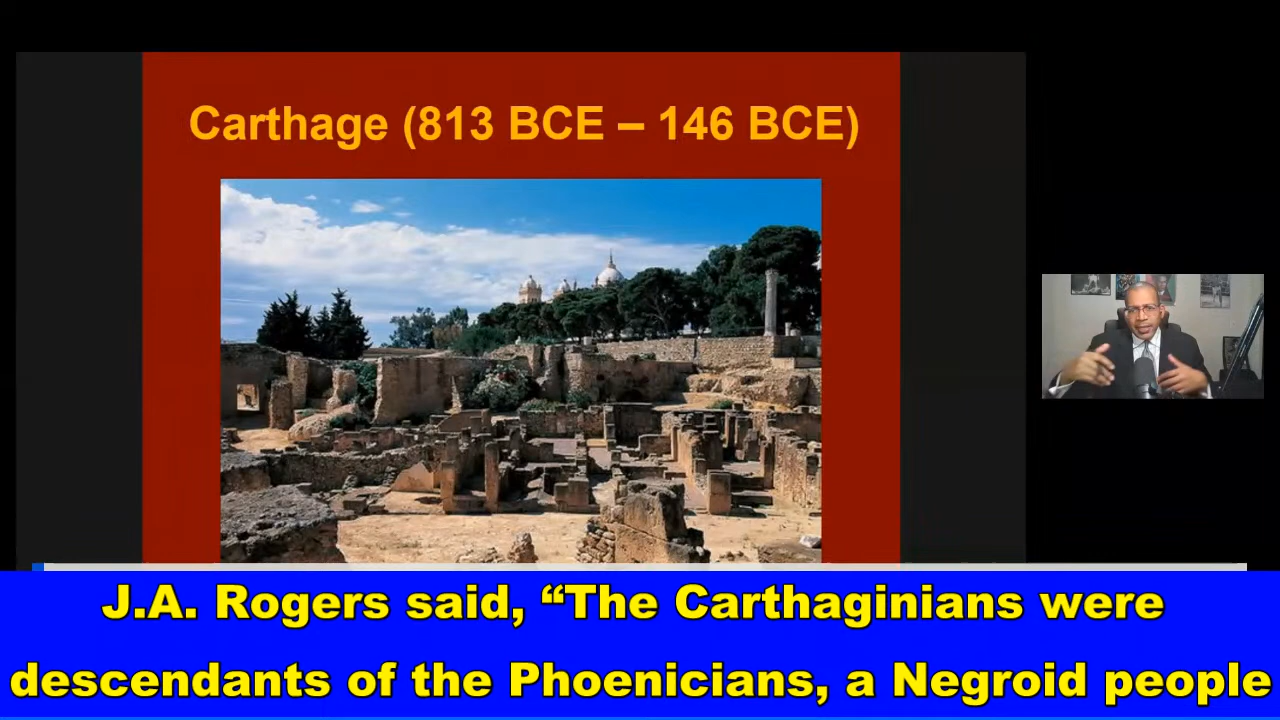 Carthage (813 BCE – 146 BCE)
J.A. Rogers said, “The Carthaginians were
descendants of the Phoenicians, a Negroid people